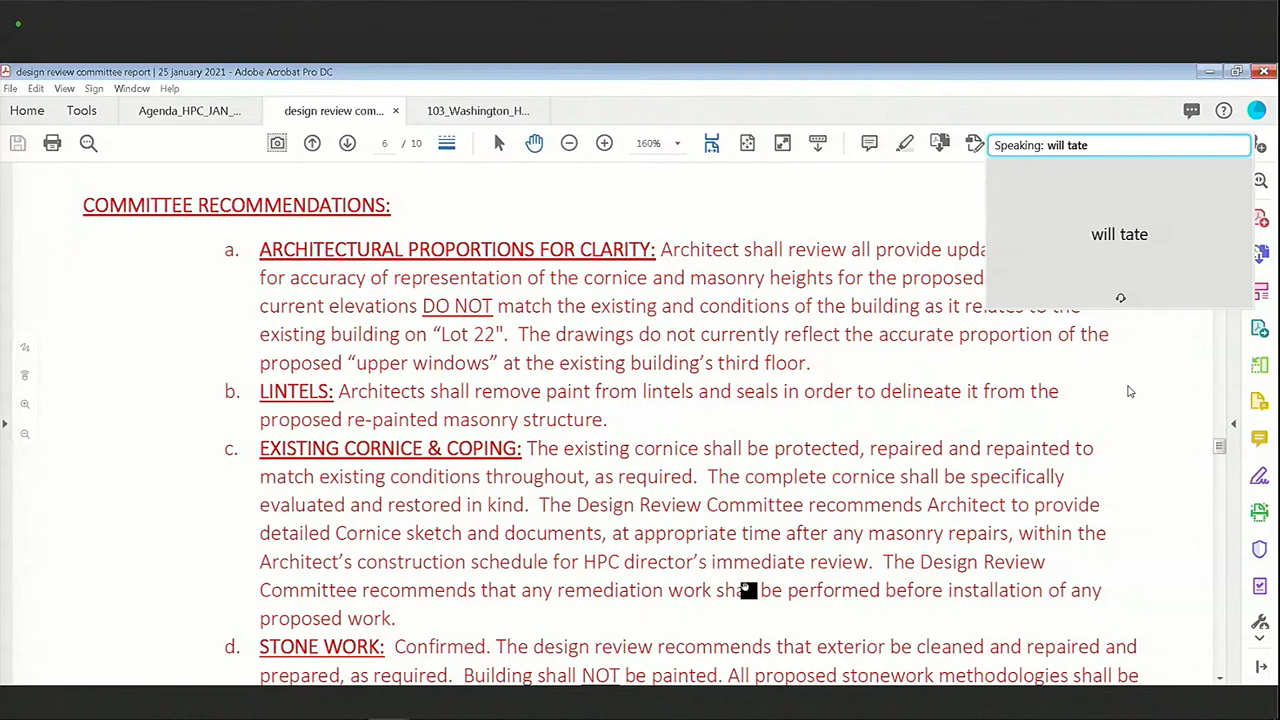 design review committee report | 25 january 2021 - Adobe Acrobat Pro DC
File Edit View Sign Window Help
Home Tools Agenda_HPC_JAN_... design review com... × 103_Washington_H...
6 / 10 160%
Speaking: will tate
will tate
COMMITTEE RECOMMENDATIONS:
a. ARCHITECTURAL PROPORTIONS FOR CLARITY: Architect shall review all provide upda
for accuracy of representation of the cornice and masonry heights for the proposed
current elevations DO NOT match the existing and conditions of the building as it relates to the
existing building on “Lot 22". The drawings do not currently reflect the accurate proportion of the
proposed “upper windows” at the existing building’s third floor.
b. LINTELS: Architects shall remove paint from lintels and seals in order to delineate it from the
proposed re-painted masonry structure.
c. EXISTING CORNICE & COPING: The existing cornice shall be protected, repaired and repainted to
match existing conditions throughout, as required. The complete cornice shall be specifically
evaluated and restored in kind. The Design Review Committee recommends Architect to provide
detailed Cornice sketch and documents, at appropriate time after any masonry repairs, within the
Architect’s construction schedule for HPC director’s immediate review. The Design Review
Committee recommends that any remediation work sha be performed before installation of any
proposed work.
d. STONE WORK: Confirmed. The design review recommends that exterior be cleaned and repaired and
prepared, as required. Building shall NOT be painted. All proposed stonework methodologies shall be